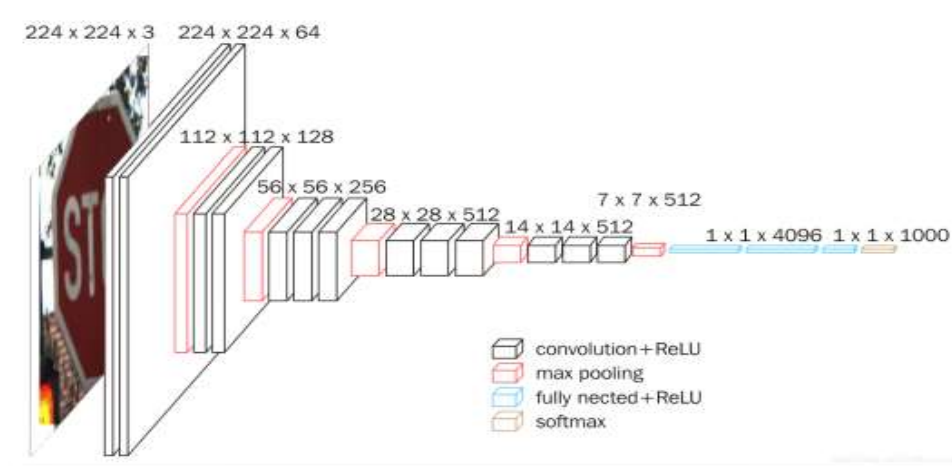 224 x 224 x 3
224 x 224 x 64
112 x 112 x 128
56 x 56 x 256
28 x 28 x 512
14 x 14 x 512
7 x 7 x 512
1 x 1 x 4096
1 x 1 x 1000
STO
convolution+ReLU
max pooling
fully nected+ReLU
softmax